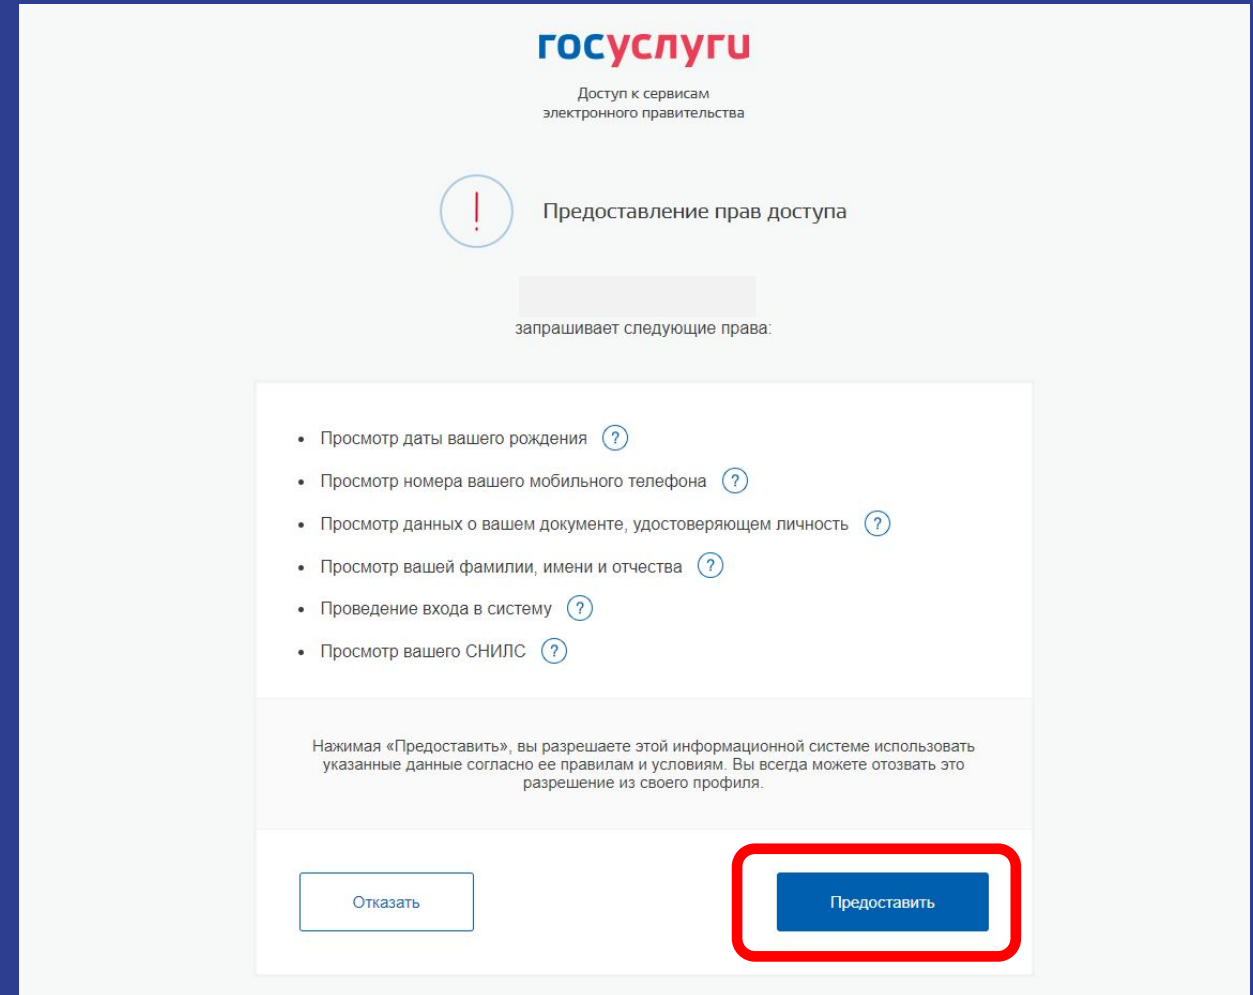 госуслуги
Доступ к сервисам
электронного правительства
!
Предоставление прав доступа
запрашивает следующие права:
• Просмотр даты вашего рождения ?
• Просмотр номера вашего мобильного телефона ?
• Просмотр данных о вашем документе, удостоверяющем личность ?
• Просмотр вашей фамилии, имени и отчества ?
• Проведение входа в систему ?
• Просмотр вашего СНИЛС ?
Нажимая «Предоставить», вы разрешаете этой информационной системе использовать
указанные данные согласно ее правилам и условиям. Вы всегда можете отозвать это
разрешение из своего профиля.
Отказать
Предоставить